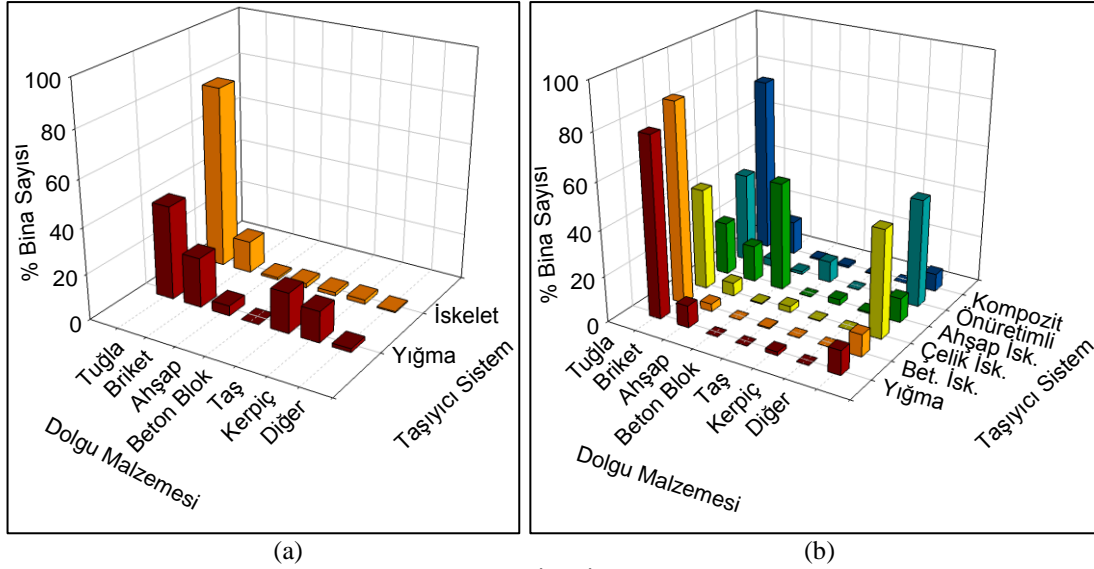 100
80
60
40
20
0
% Bina Sayısı
Tuğla
Briket
Ahşap
Beton Blok
Taş
Kerpiç
Diğer
Dolgu Malzemesi
İskelet
Yığma
Taşıyıcı Sistem
(a)
100
80
60
40
20
0
% Bina Sayısı
Tuğla
Briket
Ahşap
Beton Blok
Taş
Kerpiç
Diğer
Dolgu Malzemesi
Kompozit
Önüretimli
Ahşap İsk.
Çelik İsk.
Bet. İsk.
Yığma
Taşıyıcı Sistem
(b)